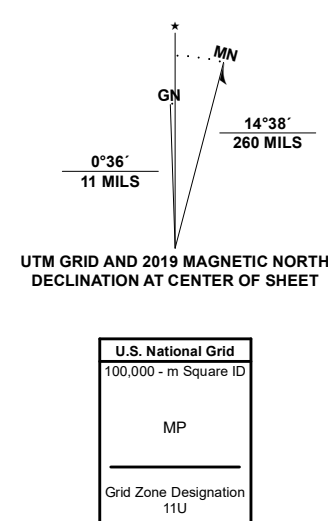 ★
MN
GN
14°38´
260 MILS
0°36´
11 MILS
UTM GRID AND 2019 MAGNETIC NORTH
DECLINATION AT CENTER OF SHEET
U.S. National Grid
100,000 - m Square ID
MP
Grid Zone Designation
11U